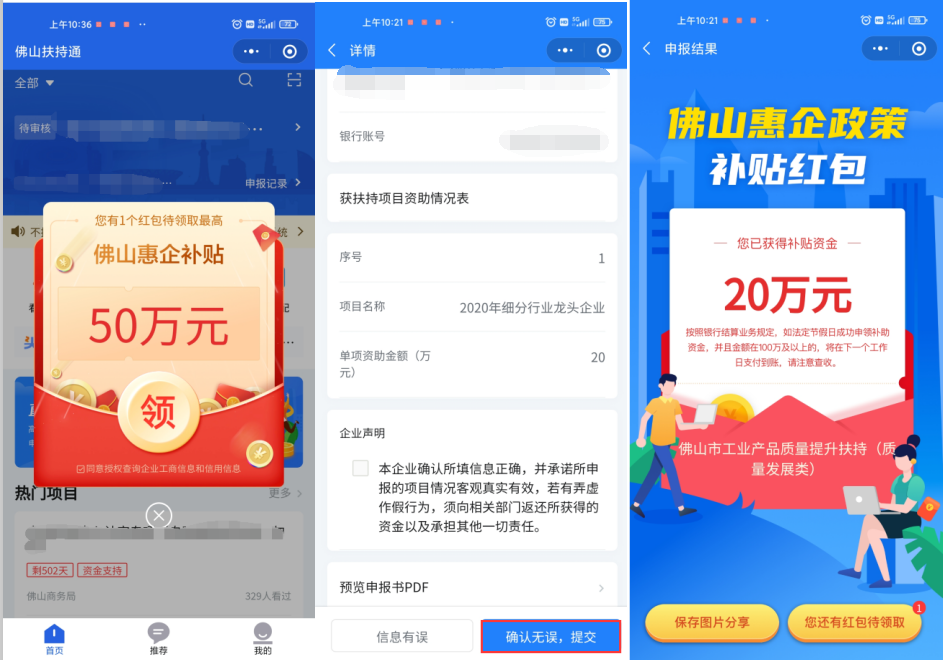 上午10:36
72
佛山扶持通
全部
待审核
...
...
申报记录
您有1个红包待领取最高
佛山惠企补贴
50万元
领
同意授权查询企业工商信息和信用信息
热门项目
更多
剩502天
资金支持
佛山商务局
329人看过
首页
推荐
我的
上午10:21
详情
银行账号
获扶持项目资助情况表
序号
1
项目名称
2020年细分行业龙头企业
单项资助金额（万
元）
20
企业声明
本企业确认所填信息正确，并承诺所申
报的项目情况客观真实有效，若有弄虚
作假行为，须向相关部门返还所获得的
资金以及承担其他一切责任。
预览申报书PDF
信息有误
确认无误，提交
上午10:21
申报结果
佛山惠企政策
补贴红包
您已获得补贴资金
20万元
按照银行结算业务规定，如法定节假日成功申领补助
资金，并且金额在100万及以上的，将在下一个工作
日支付到账，请注意查收。
佛山市工业产品质量提升扶持（质
量发展类）
保存图片分享
您还有红包待领取
1